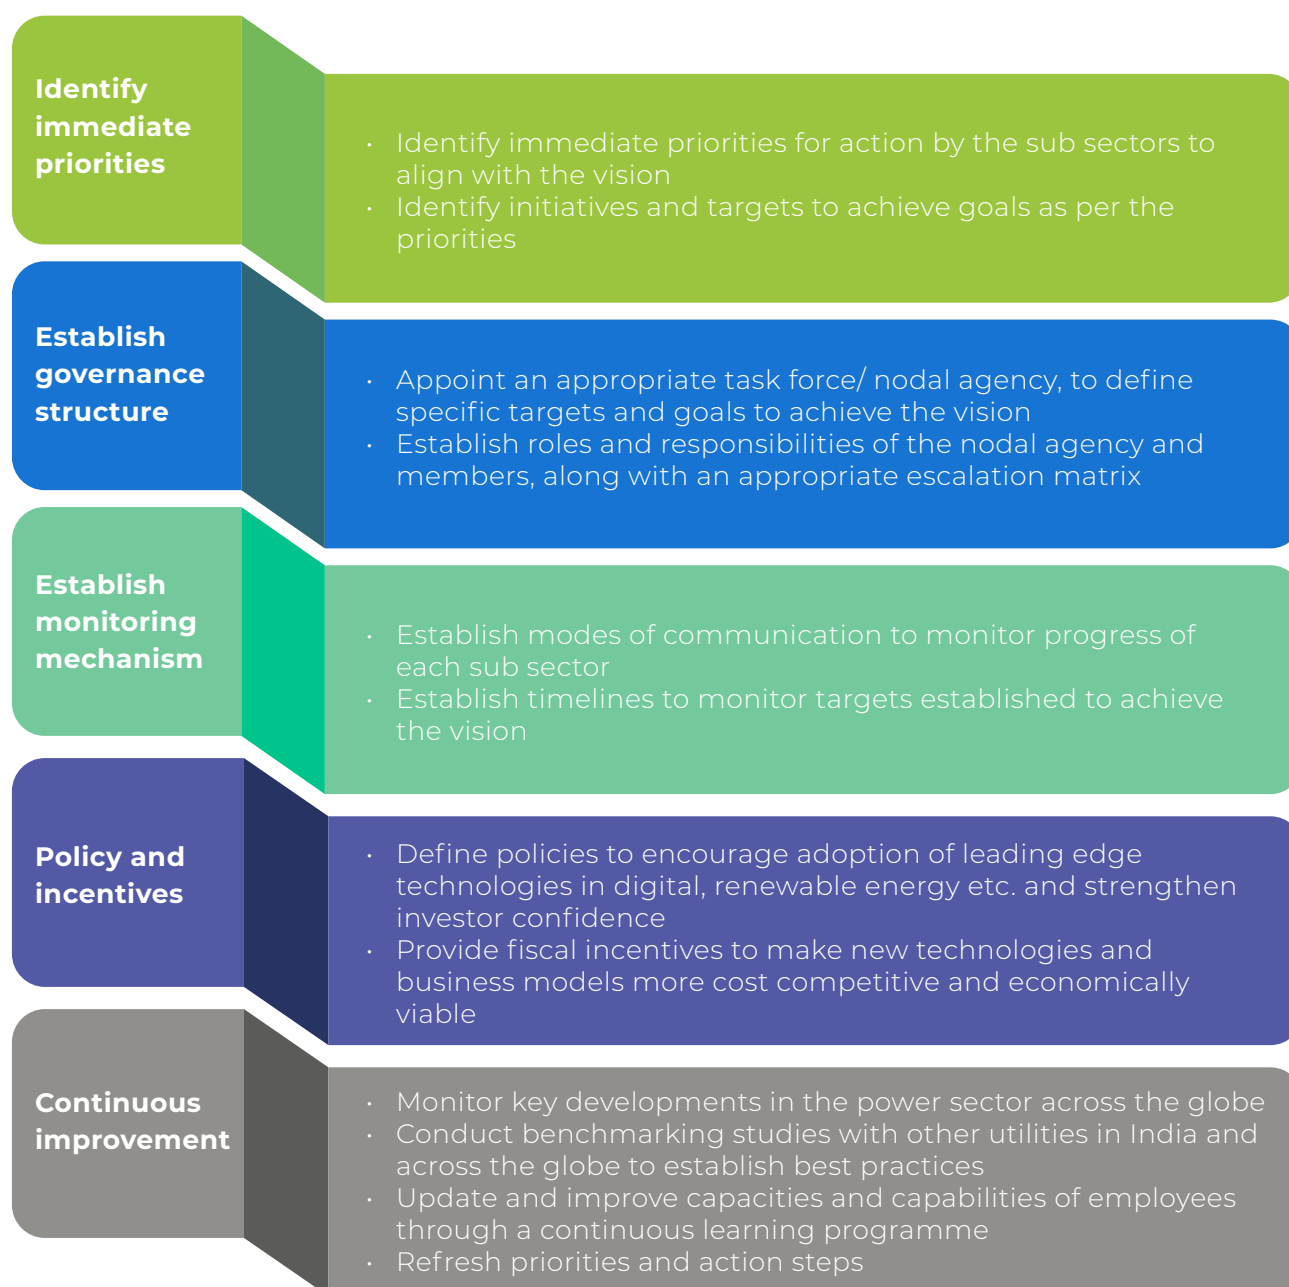 Identify
immediate
priorities
• Identify immediate priorities for action by the sub sectors to
align with the vision
• Identify initiatives and targets to achieve goals as per the
priorities
Establish
governance
structure
• Appoint an appropriate task force/ nodal agency, to define
specific targets and goals to achieve the vision
• Establish roles and responsibilities of the nodal agency and
members, along with an appropriate escalation matrix
Establish
monitoring
mechanism
• Establish modes of communication to monitor progress of
each sub sector
• Establish timelines to monitor targets established to achieve
the vision
Policy and
incentives
• Define policies to encourage adoption of leading edge
technologies in digital, renewable energy etc. and strengthen
investor confidence
• Provide fiscal incentives to make new technologies and
business models more cost competitive and economically
viable
Continuous
improvement
• Monitor key developments in the power sector across the globe
• Conduct benchmarking studies with other utilities in India and
across the globe to establish best practices
• Update and improve capacities and capabilities of employees
through a continuous learning programme
• Refresh priorities and action steps